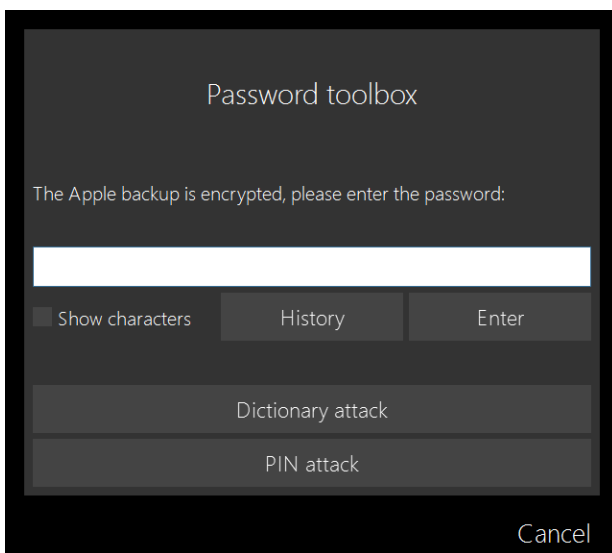 Password toolbox
The Apple backup is encrypted, please enter the password:
Show characters
History
Enter
Dictionary attack
PIN attack
Cancel